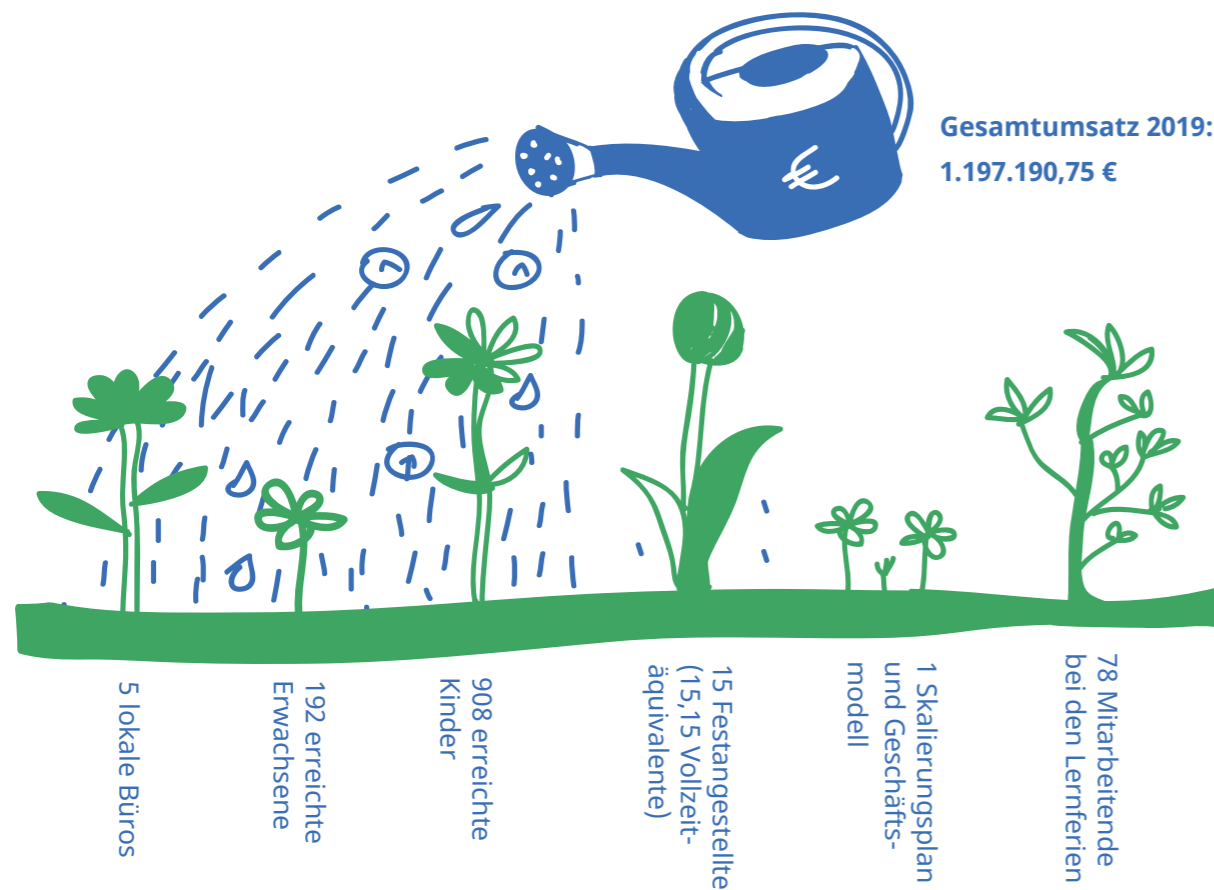 Gesamtumsatz 2019:
1.197.190,75 €
€
5 lokale Büros
192 erreichte
Erwachsene
908 erreichte
Kinder
15 Festangestellte
(15,15 Vollzeit-
äquivalente)
1 Skalierungsplan
und Geschäfts-
modell
78 Mitarbeitende
bei den Lernferien